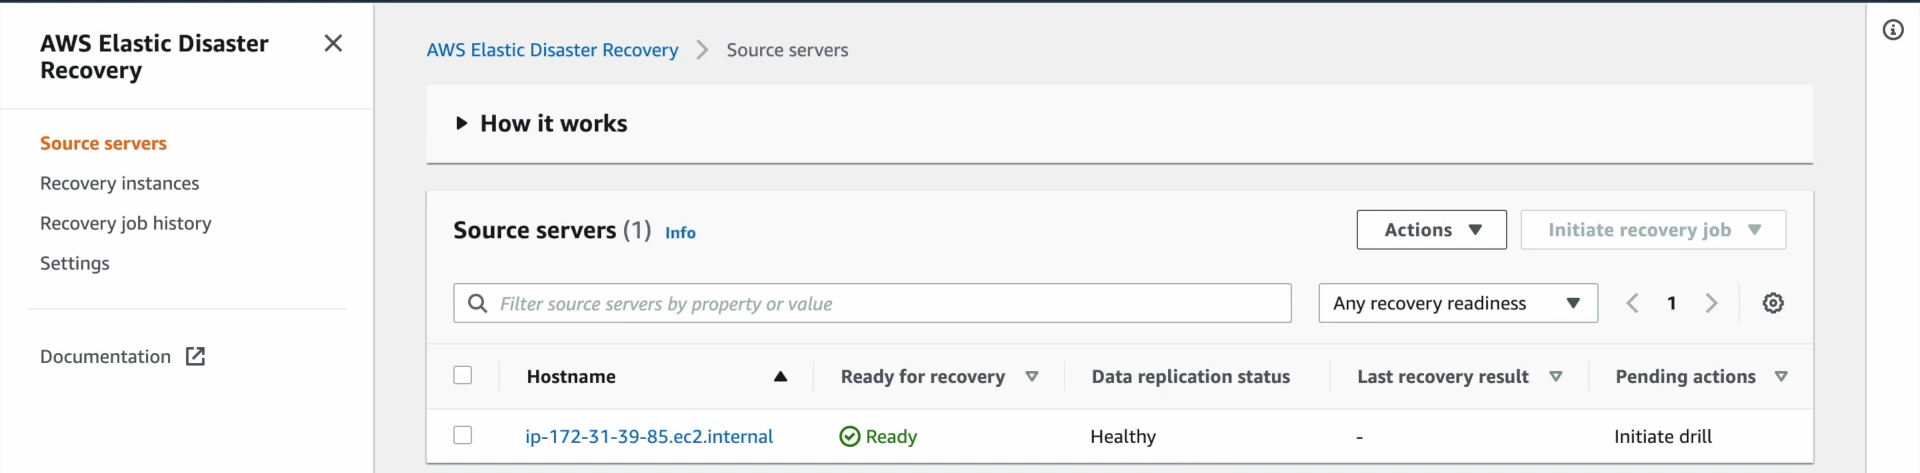 AWS Elastic Disaster
Recovery
Source servers
Recovery instances
Recovery job history
Settings
Documentation
AWS Elastic Disaster Recovery > Source servers
How it works
Source servers (1) Info
Actions
Initiate recovery job
Filter source servers by property or value
Any recovery readiness
1
Hostname Ready for recovery Data replication status Last recovery result Pending actions
ip-172-31-39-85.ec2.internal Ready Healthy - Initiate drill